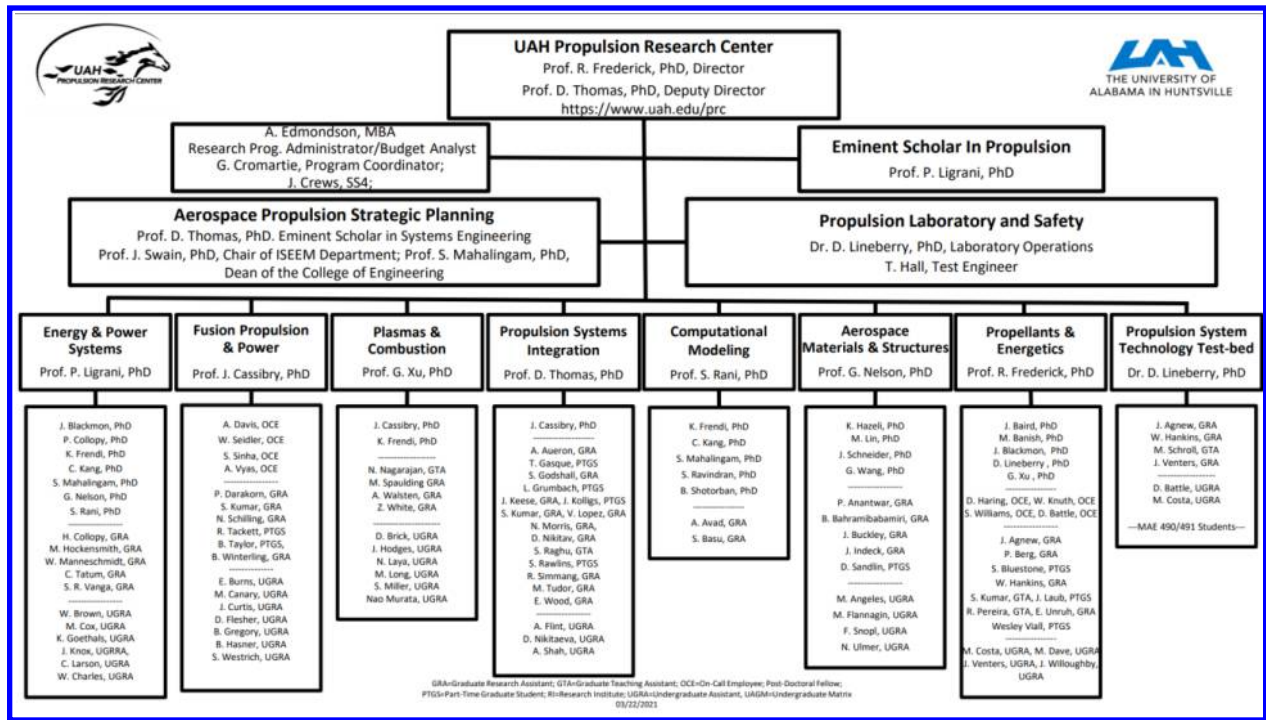 UAH
PROPULSION RESEARCH CENTER
UAH Propulsion Research Center
Prof. R. Frederick, PhD, Director
Prof. D. Thomas, PhD, Deputy Director
https://www.uah.edu/prc
UAH
THE UNIVERSITY OF
ALABAMA IN HUNTSVILLE
A. Edmondson, MBA
Research Prog. Administrator/Budget Analyst
G. Cromartie, Program Coordinator;
J. Crews, SS4;
Eminent Scholar In Propulsion
Prof. P. Ligrani, PhD
Aerospace Propulsion Strategic Planning
Prof. D. Thomas, PhD. Eminent Scholar in Systems Engineering
Prof. J. Swain, PhD, Chair of ISEEM Department; Prof. S. Mahalingam, PhD,
Dean of the College of Engineering
Propulsion Laboratory and Safety
Dr. D. Lineberry, PhD, Laboratory Operations
T. Hall, Test Engineer
Energy & Power
Systems
Prof. P. Ligrani, PhD
J. Blackmon, PhD
P. Collopy, PhD
K. Frendi, PhD
C. Kang, PhD
S. Mahalingam, PhD
G. Nelson, PhD
S. Rani, PhD
----------------
H. Collopy, GRA
M. Hockensmith, GRA
W. Manneschmidt, GRA
C. Tatum, GRA
S. R. Vanga, GRA
----------------
W. Brown, UGRA
M. Cox, UGRA
K. Goethals, UGRA
J. Knox, UGRRA,
C. Larson, UGRA
W. Charles, UGRA
Fusion Propulsion
& Power
Prof. J. Cassibry, PhD
A. Davis, OCE
W. Seidler, OCE
S. Sinha, OCE
A. Vyas, OCE
----------------
P. Darakorn, GRA
S. Kumar, GRA
N. Schilling, GRA
R. Tackett, PTGS
B. Taylor, PTGS,
B. Winterling, GRA
-------------
E. Burns, UGRA
M. Canary, UGRA
J. Curtis, UGRA
D. Flesher, UGRA
B. Gregory, UGRA
B. Hasner, UGRA
S. Westrich, UGRA
Plasmas &
Combustion
Prof. G. Xu, PhD
J. Cassibry, PhD
K. Frendi, PhD
------------------
N. Nagarajan, GTA
M. Spaulding GRA
A. Walsten, GRA
Z. White, GRA
------------------
D. Brick, UGRA
J. Hodges, UGRA
N. Laya, UGRA
M. Long, UGRA
S. Miller, UGRA
Nao Murata, UGRA
Propulsion Systems
Integration
Prof. D. Thomas, PhD
J. Cassibry, PhD
------------------
A. Aueron, GRA
T. Gasque, PTGS
S. Godshall, GRA
L. Grumbach, PTGS
J. Keese, GRA, J. Kolligs, PTGS
S. Kumar, GRA, V. Lopez, GRA
N. Morris, GRA,
D. Nikitav, GRA
S. Raghu, GTA
S. Rawlins, PTGS
R. Simmang, GRA
M. Tudor, GRA
E. Wood, GRA
----------------
A. Flint, UGRA
D. Nikitaeva, UGRA
A. Shah, UGRA
Computational
Modeling
Prof. S. Rani, PhD
K. Frendi, PhD
C. Kang, PhD
S. Mahalingam, PhD
S. Ravindran, PhD
B. Shotorban, PhD
----------------
A. Avad, GRA
S. Basu, GRA
Aerospace
Materials & Structures
Prof. G. Nelson, PhD
K. Hazeli, PhD
M. Lin, PhD
J. Schneider, PhD
G. Wang, PhD
----------------
P. Anantwar, GRA
B. Bahramibabamiri, GRA
J. Buckley, GRA
J. Indeck, GRA
D. Sandlin, PTGS
----------------
M. Angeles, UGRA
M. Flannagin, UGRA
F. Snopl, UGRA
N. Ulmer, UGRA
Propellants &
Energetics
Prof. R. Frederick, PhD
J. Baird, PhD
M. Banish, PhD
J. Blackmon, PhD
D. Lineberry , PhD
G. Xu , PhD
----------------
D. Haring, OCE, W. Knuth, OCE
S. Williams, OCE, D. Battle, OCE
----------------
J. Agnew, GRA
P. Berg, GRA
S. Bluestone, PTGS
W. Hankins, GRA
S. Kumar, GTA, J. Laub, PTGS
R. Pereira, GTA, E. Unruh, GRA
Wesley Viall, PTGS
----------------
M. Costa, UGRA, M. Dave, UGRA
J. Venters, UGRA, J. Willoughby,
UGRA
Propulsion System
Technology Test-bed
Dr. D. Lineberry, PhD
J. Agnew, GRA
W. Hankins, GRA
M. Schroll, GTA
J. Venters, GRA
----------------
D. Battle, UGRA
M. Costa, UGRA
---MAE 490/491 Students---
GRA=Graduate Research Assistant; GTA=Graduate Teaching Assistant; OCE=On-Call Employee; Post-Doctoral Fellow;
PTGS=Part-Time Graduate Student; RI=Research Institute; UGRA=Undergraduate Assistant, UAGM=Undergraduate Matrix
03/22/2021